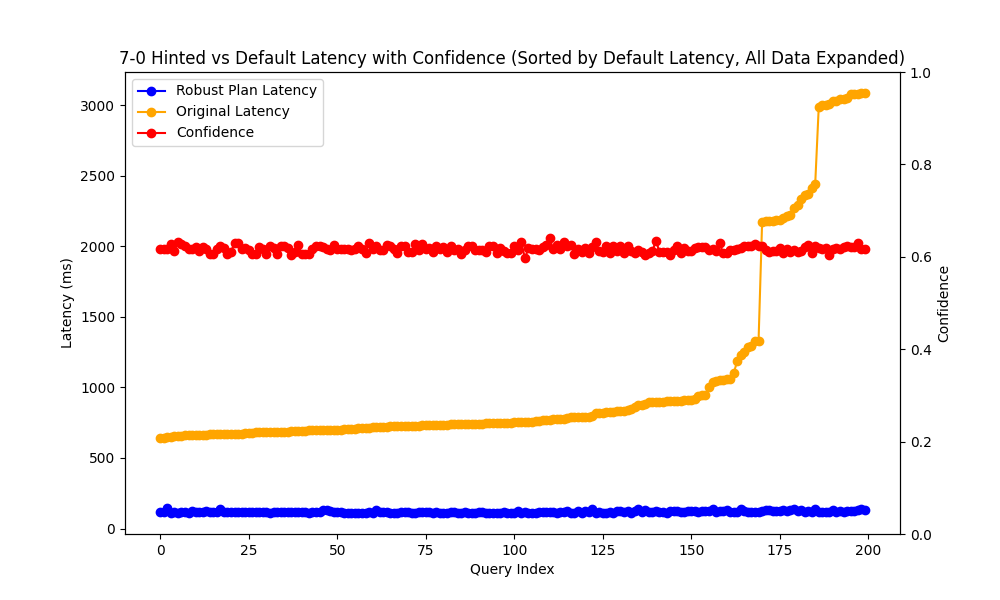 7-0 Hinted vs Default Latency with Confidence (Sorted by Default Latency, All Data Expanded)
Robust Plan Latency
Original Latency
Confidence
Latency (ms)
3000
2500
2000
1500
1000
500
0
1.0
0.8
0.6
0.4
0.2
0.0
Confidence
0 25 50 75 100 125 150 175 200
Query Index